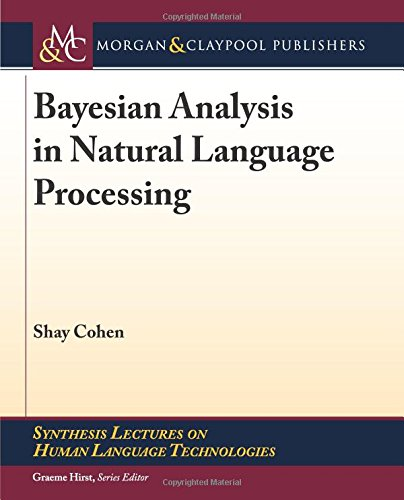 Copyrighted Material
M
&C
MORGAN & CLAYPOOL PUBLISHERS
Bayesian Analysis
in Natural Language
Processing
Shay Cohen
SYNTHESIS LECTURES ON
HUMAN LANGUAGE TECHNOLOGIES
Graeme Hirst, Series Editor
Copyrighted Material